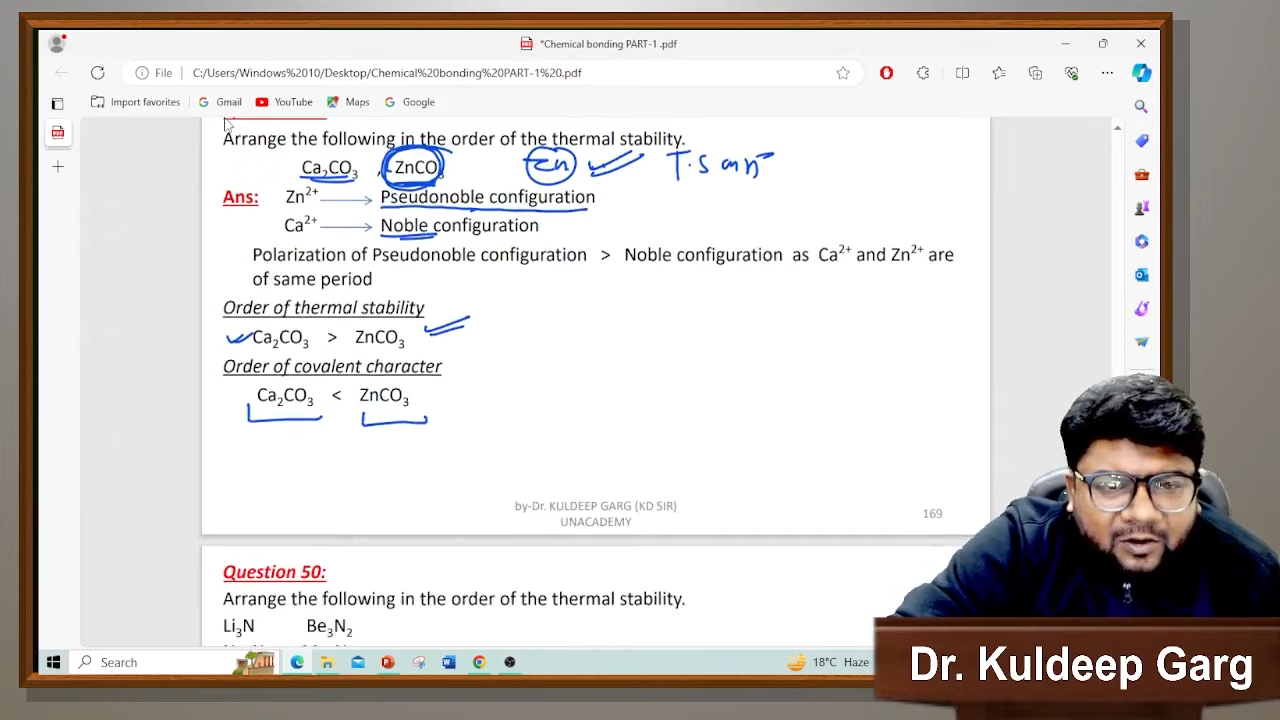 *Chemical bonding PART-1 .pdf
File C:/Users/Windows%2010/Desktop/Chemical%20bonding%20PART-1%20.pdf
Import favorites Gmail YouTube Maps Google
Arrange the following in the order of the thermal stability.
Ca₂CO₃ , ZnCO Zn T.S
Ans: Zn²⁺ → Pseudonoble configuration
Ca²⁺ → Noble configuration
Polarization of Pseudonoble configuration > Noble configuration as Ca²⁺ and Zn²⁺ are
of same period
Order of thermal stability
Ca₂CO₃ > ZnCO₃
Order of covalent character
Ca₂CO₃ < ZnCO₃
by-Dr. KULDEEP GARG (KD SIR)
UNACADEMY
169
Question 50:
Arrange the following in the order of the thermal stability.
Li₃N Be₃N₂
Search
18°C Haze
Dr. Kuldeep Garg